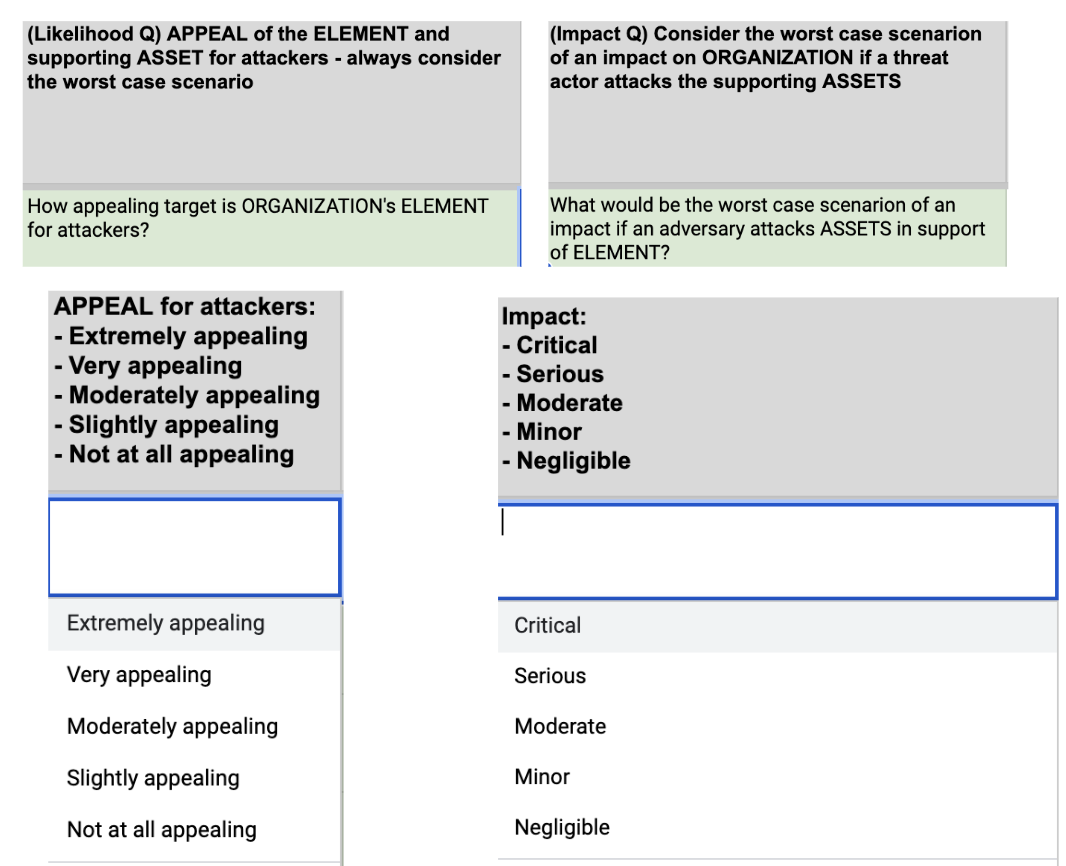 (Likelihood Q) APPEAL of the ELEMENT and
supporting ASSET for attackers - always consider
the worst case scenario
How appealing target is ORGANIZATION's ELEMENT
for attackers?
(Impact Q) Consider the worst case scenarion
of an impact on ORGANIZATION if a threat
actor attacks the supporting ASSETS
What would be the worst case scenarion of an
impact if an adversary attacks ASSETS in support
of ELEMENT?
APPEAL for attackers:
- Extremely appealing
- Very appealing
- Moderately appealing
- Slightly appealing
- Not at all appealing
Extremely appealing
Very appealing
Moderately appealing
Slightly appealing
Not at all appealing
Impact:
- Critical
- Serious
- Moderate
- Minor
- Negligible
Critical
Serious
Moderate
Minor
Negligible